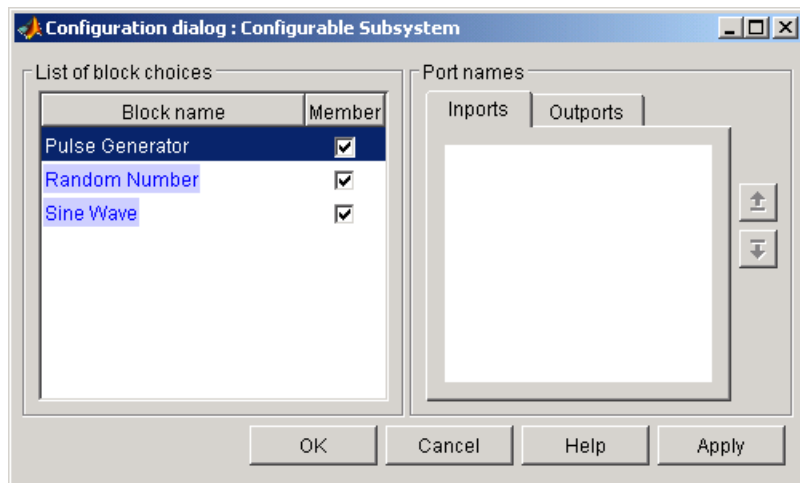 Configuration dialog : Configurable Subsystem
List of block choices
Block name Member
Pulse Generator
Random Number
Sine Wave
Port names
Inports Outports
OK Cancel Help Apply